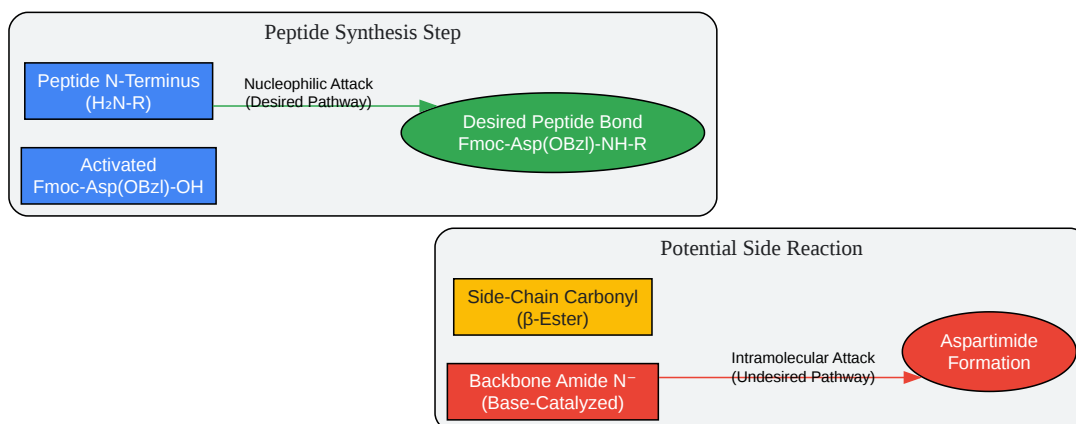 Peptide Synthesis Step
Peptide N-Terminus
(H₂N-R)
Nucleophilic Attack
(Desired Pathway)
Desired Peptide Bond
Fmoc-Asp(OBzl)-NH-R
Activated
Fmoc-Asp(OBzl)-OH
Potential Side Reaction
Side-Chain Carbonyl
(β-Ester)
Backbone Amide N⁻
(Base-Catalyzed)
Intramolecular Attack
(Undesired Pathway)
Aspartimide
Formation